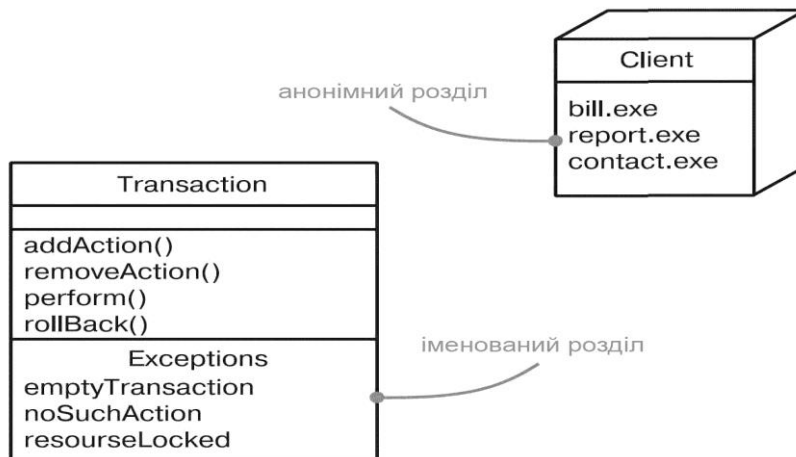 Client
анонімний розділ
bill.exe
report.exe
contact.exe
Transaction
addAction()
removeAction()
perform()
rollBack()
Exceptions
іменований розділ
emptyTransaction
noSuchAction
resourseLocked